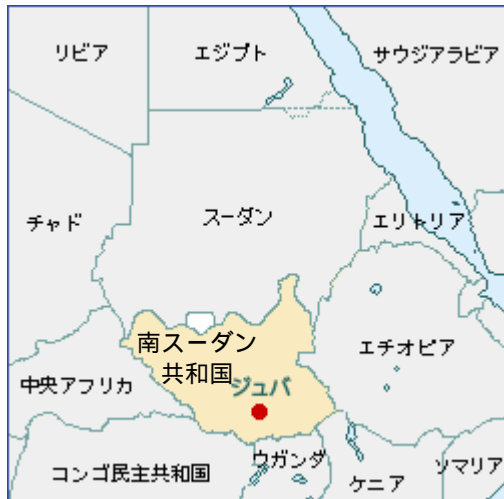 リビア
エジプト
サウジアラビア
チャド
スーダン
エリトリア
南スーダン
共和国
ジュバ
エチオピア
中央アフリカ
コンゴ民主共和国
ウガンダ
ケニア
ソマリア